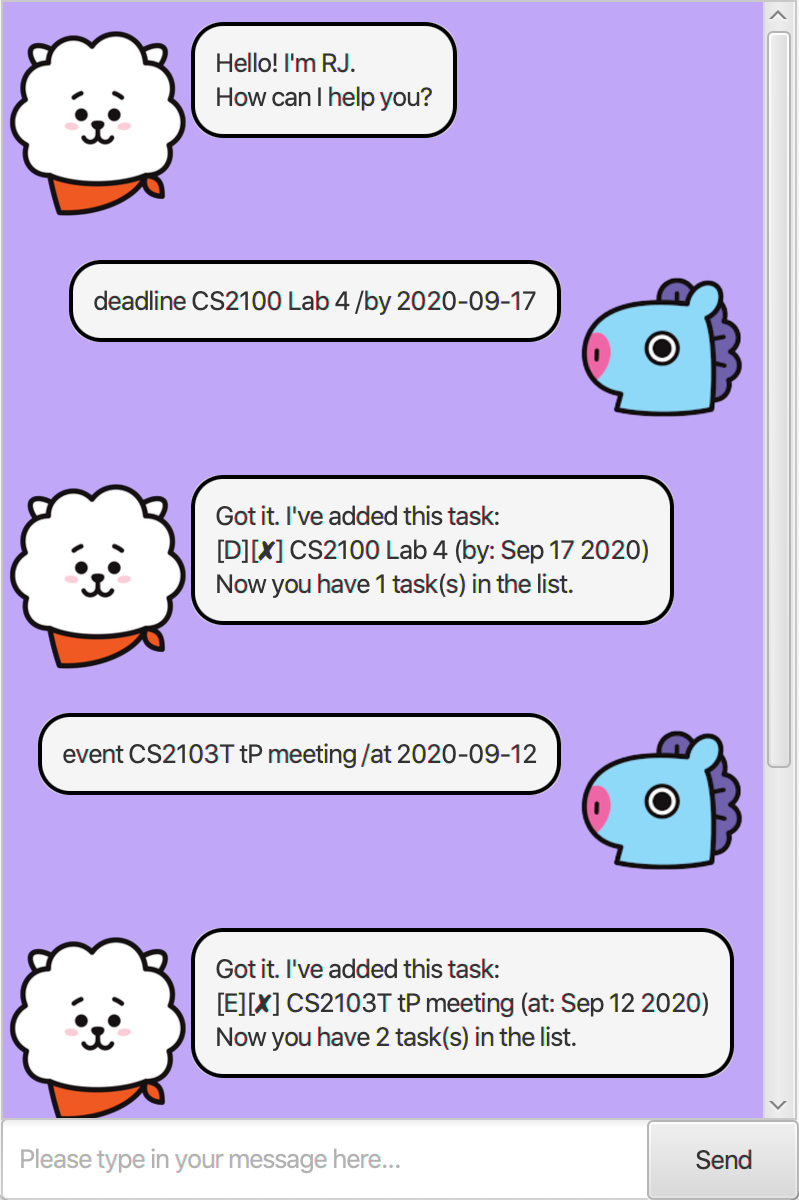 Hello! I'm RJ.
How can I help you?
deadline CS2100 Lab 4 /by 2020-09-17
Got it. I've added this task:
[D][✘] CS2100 Lab 4 (by: Sep 17 2020)
Now you have 1 task(s) in the list.
event CS2103T tP meeting /at 2020-09-12
Got it. I've added this task:
[E][✘] CS2103T tP meeting (at: Sep 12 2020)
Now you have 2 task(s) in the list.
Please type in your message here...
Send